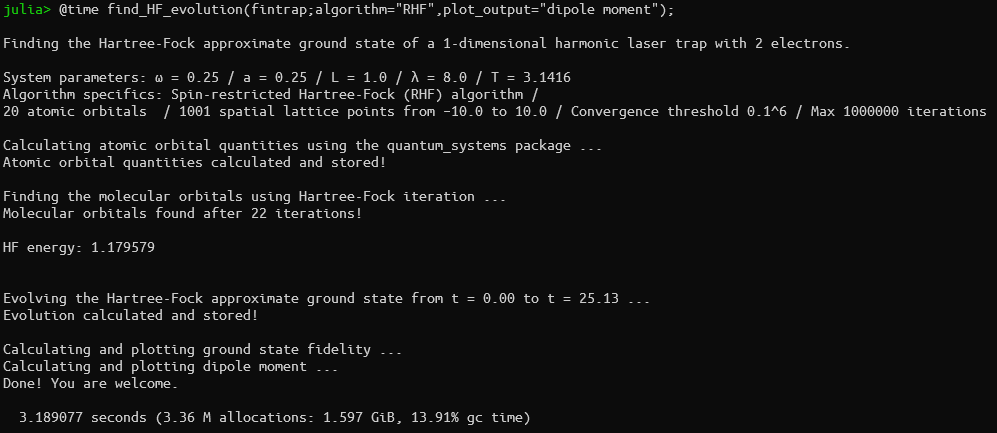 julia> @time find_HF_evolution(fintrap;algorithm="RHF",plot_output="dipole moment");
Finding the Hartree-Fock approximate ground state of a 1-dimensional harmonic laser trap with 2 electrons.
System parameters: ω = 0.25 / a = 0.25 / L = 1.0 / λ = 8.0 / T = 3.1416
Algorithm specifics: Spin-restricted Hartree-Fock (RHF) algorithm /
20 atomic orbitals  / 1001 spatial lattice points from -10.0 to 10.0 / Convergence threshold 0.1^6 / Max 1000000 iterations
Calculating atomic orbital quantities using the quantum_systems package ...
Atomic orbital quantities calculated and stored!
Finding the molecular orbitals using Hartree-Fock iteration ...
Molecular orbitals found after 22 iterations!
HF energy: 1.179579
Evolving the Hartree-Fock approximate ground state from t = 0.00 to t = 25.13 ...
Evolution calculated and stored!
Calculating and plotting ground state fidelity ...
Calculating and plotting dipole moment ...
Done! You are welcome.
3.189077 seconds (3.36 M allocations: 1.597 GiB, 13.91% gc time)